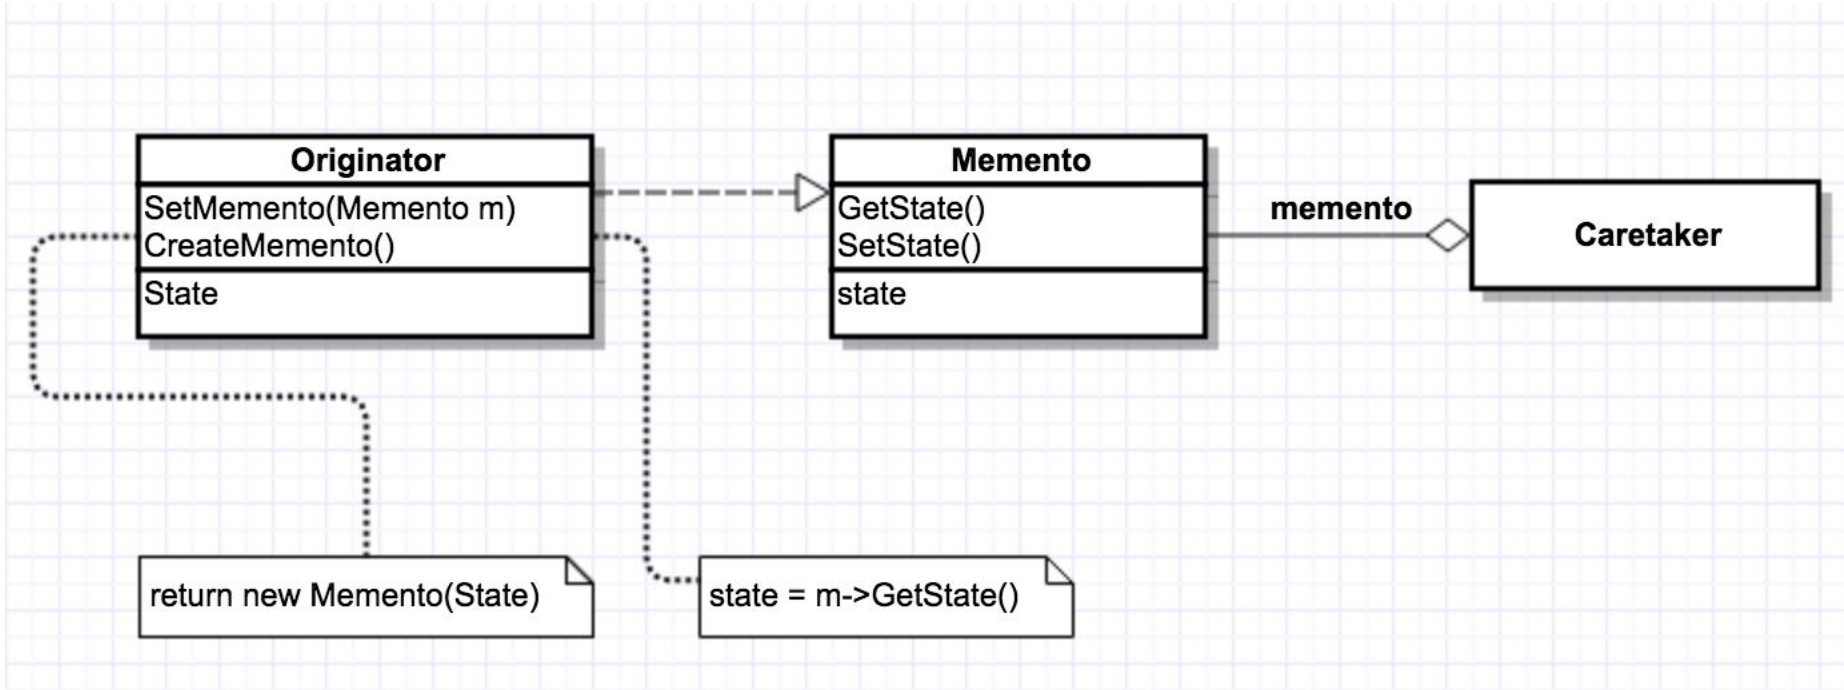 Originator
SetMemento(Memento m)
CreateMemento()
State
Memento
GetState()
SetState()
state
memento
Caretaker
return new Memento(State)
state = m->GetState()